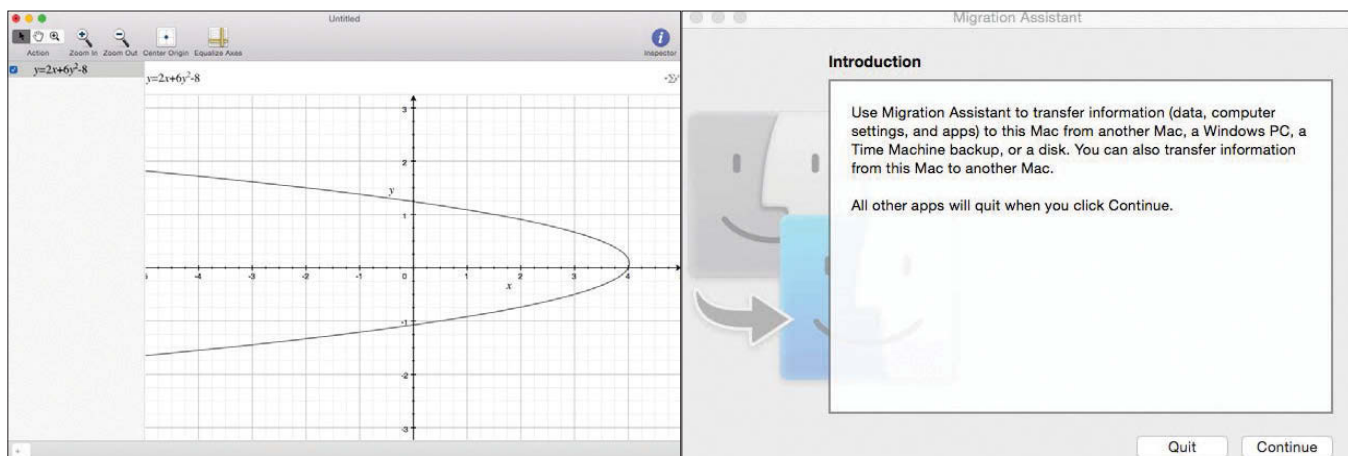 Untitled
Action Zoom In Zoom Out Center Origin Equalize Axes Inspector
y=2x+6y²-8
y=2x+6y²-8
3
2
y
1
-4 -3 -2 -1 0 1 2 3 4
x
-1
-2
-3
Migration Assistant
Introduction
Use Migration Assistant to transfer information (data, computer
settings, and apps) to this Mac from another Mac, a Windows PC, a
Time Machine backup, or a disk. You can also transfer information
from this Mac to another Mac.
All other apps will quit when you click Continue.
Quit Continue